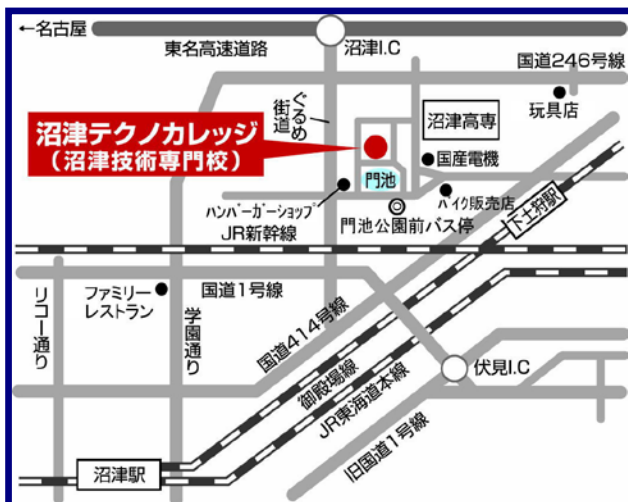 ←名古屋
東名高速道路
沼津I.C
国道246号線
ぐるめ
街道
玩具店
沼津高専
沼津テクノカレッジ
(沼津技術専門校)
国産電機
門池
ﾊﾝﾊﾞｰｶﾞｰｼｮｯﾌﾟ
バイク販売店
門池公園前バス停
下土狩駅
JR新幹線
ファミリー
レストラン
国道1号線
リコー通り
学園通り
国道414号線
御殿場線
JR東海道本線
伏見I.C
旧国道1号線
沼津駅